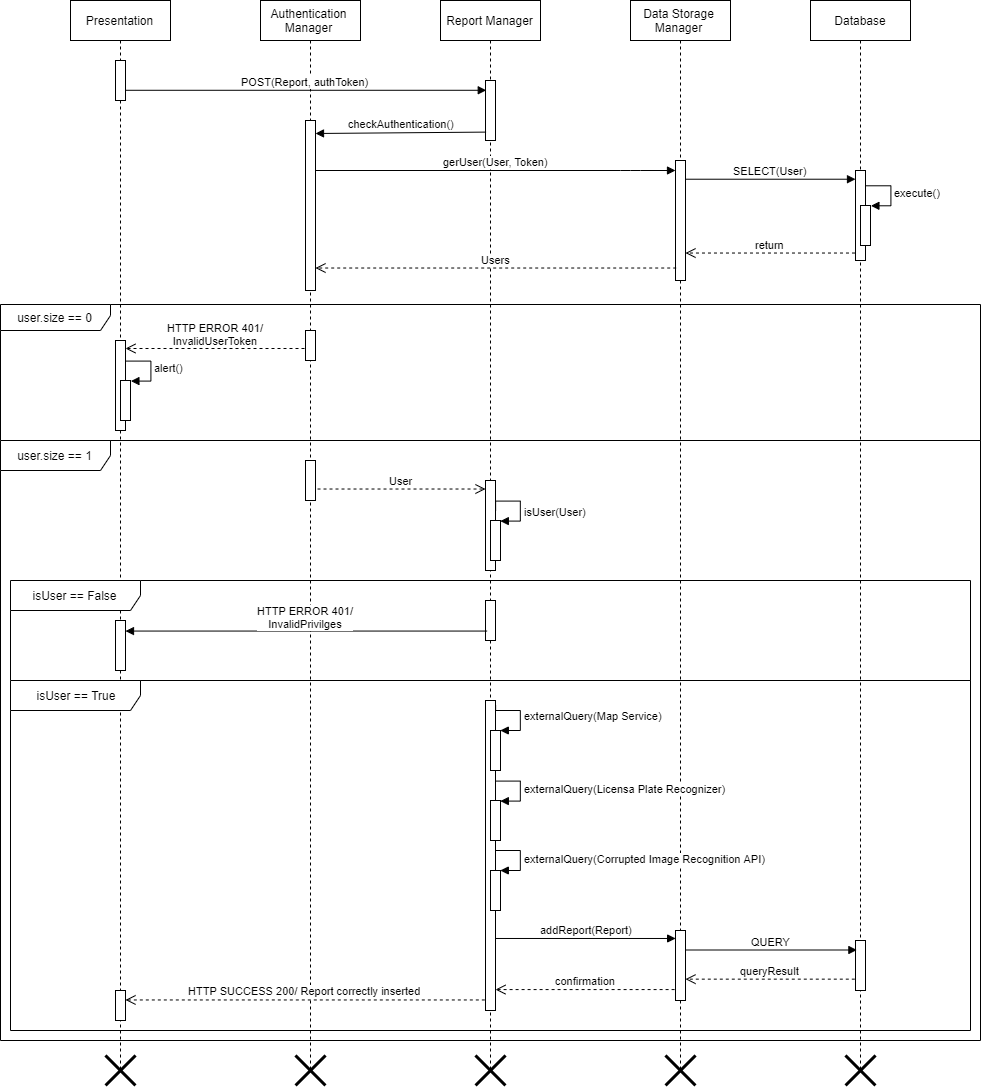 Presentation
Authentication
Manager
Report Manager
Data Storage
Manager
Database
POST(Report, authToken)
checkAuthentication()
gerUser(User, Token)
SELECT(User)
execute()
return
Users
user.size == 0
HTTP ERROR 401/
InvalidUserToken
alert()
user.size == 1
User
isUser(User)
isUser == False
HTTP ERROR 401/
InvalidPrivilges
isUser == True
externalQuery(Map Service)
externalQuery(Licensa Plate Recognizer)
externalQuery(Corrupted Image Recognition API)
addReport(Report)
QUERY
queryResult
confirmation
HTTP SUCCESS 200/ Report correctly inserted